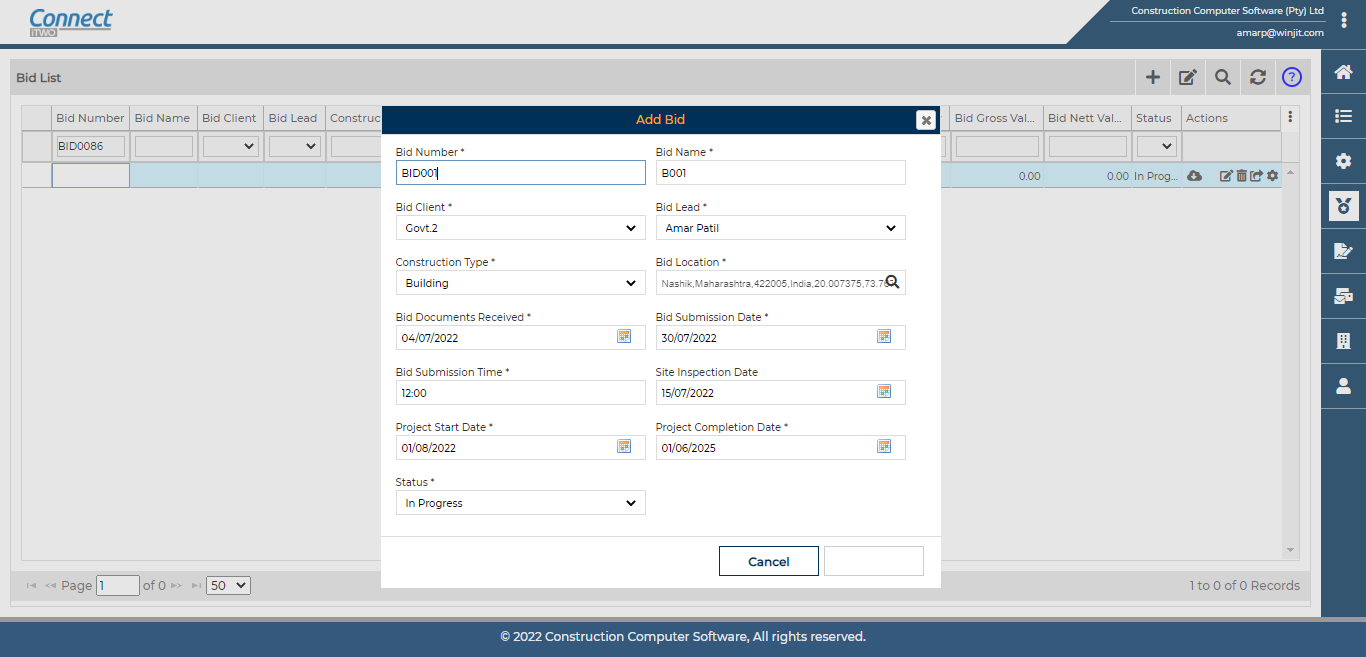 Connect
iTWO
Construction Computer Software (Pty) Ltd
amarp@winjit.com
Bid List
?
Bid Number Bid Name Bid Client Bid Lead Construc
Bid Gross Val... Bid Nett Val... Status Actions
BID0086
0.00 0.00 In Prog...
Add Bid
Bid Number * Bid Name *
BID001 B001
Bid Client * Bid Lead *
Govt.2 Amar Patil
Construction Type * Bid Location *
Building Nashik,Maharashtra,422005,India,20.007375,73.76
Bid Documents Received * Bid Submission Date *
04/07/2022 30/07/2022
Bid Submission Time * Site Inspection Date
12:00 15/07/2022
Project Start Date * Project Completion Date *
01/08/2022 01/06/2025
Status *
In Progress
Cancel
Page 1 of 0 50
1 to 0 of 0 Records
© 2022 Construction Computer Software, All rights reserved.